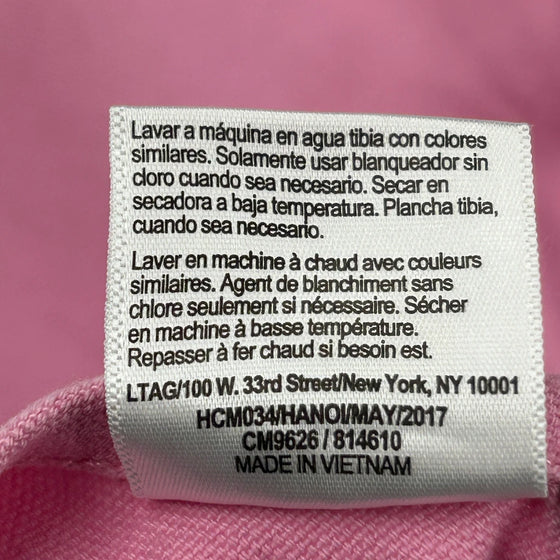 Lavar a máquina en agua tibia con colores
similares. Solamente usar blanqueador sin
cloro cuando sea necesario. Secar en
secadora a baja temperatura. Plancha tibia,
cuando sea necesario.
Laver en machine à chaud avec couleurs
similaires. Agent de blanchiment sans
chlore seulement si nécessaire. Sécher
en machine à basse température.
Repasser à fer chaud si besoin est.
LTAG/100 W. 33rd Street/New York, NY 10001
HCM034/HANOI/MAY/2017
CM9626 / 814610
MADE IN VIETNAM